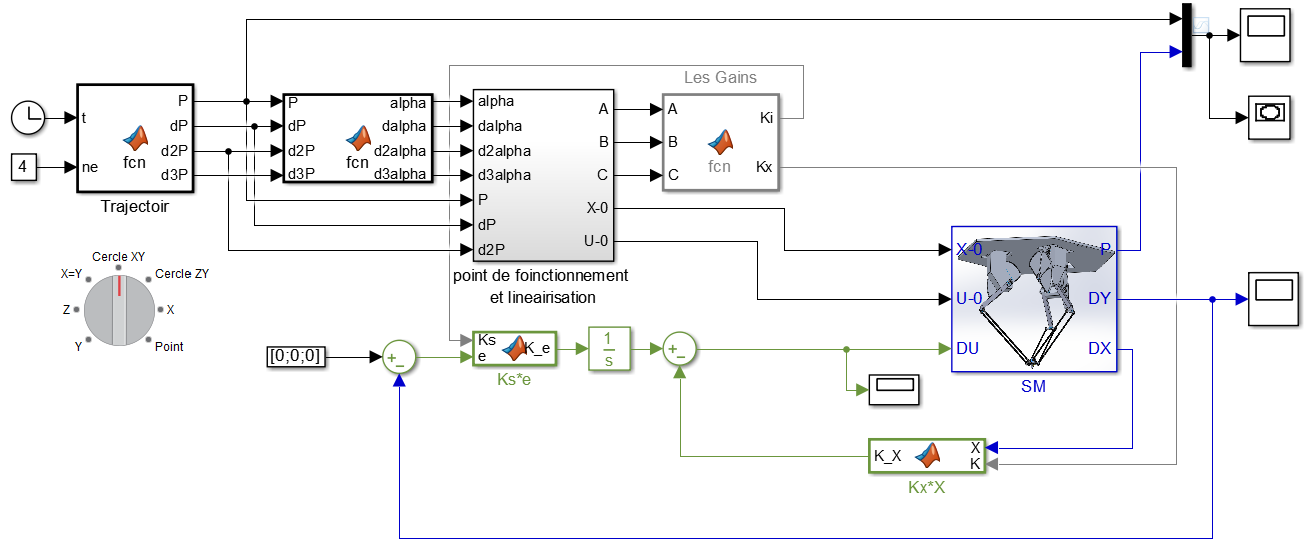 Les Gains
t
ne
P
dP
d2P
d3P
fcn
Trajectoir
4
P
dP
d2P
d3P
alpha
dalpha
d2alpha
d3alpha
fcn
alpha
dalpha
d2alpha
d3alpha
P
dP
d2P
A
B
C
X-0
U-0
point de foinctionnement
et lineairisation
A
B
C
Ki
Kx
fcn
Cercle XY
X=Y
Cercle ZY
Z
X
Y
Point
[0;0;0]
+
-
Ks
e
K_e
Ks*e
1
s
+
-
X-0
U-0
DU
P
DY
DX
SM
K_X
X
K
Kx*X